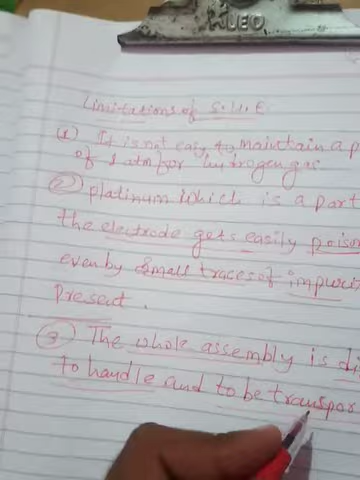 KLEO
Limitations of S.H.E.
(1) It is not easy to maintain a p
of 1 atm for hydrogen gas
(2) platinum which is a part
the electrode gets easily poison
even by small traces of impuri
Present.
(3) The whole assembly is di
to handle and to be transpor